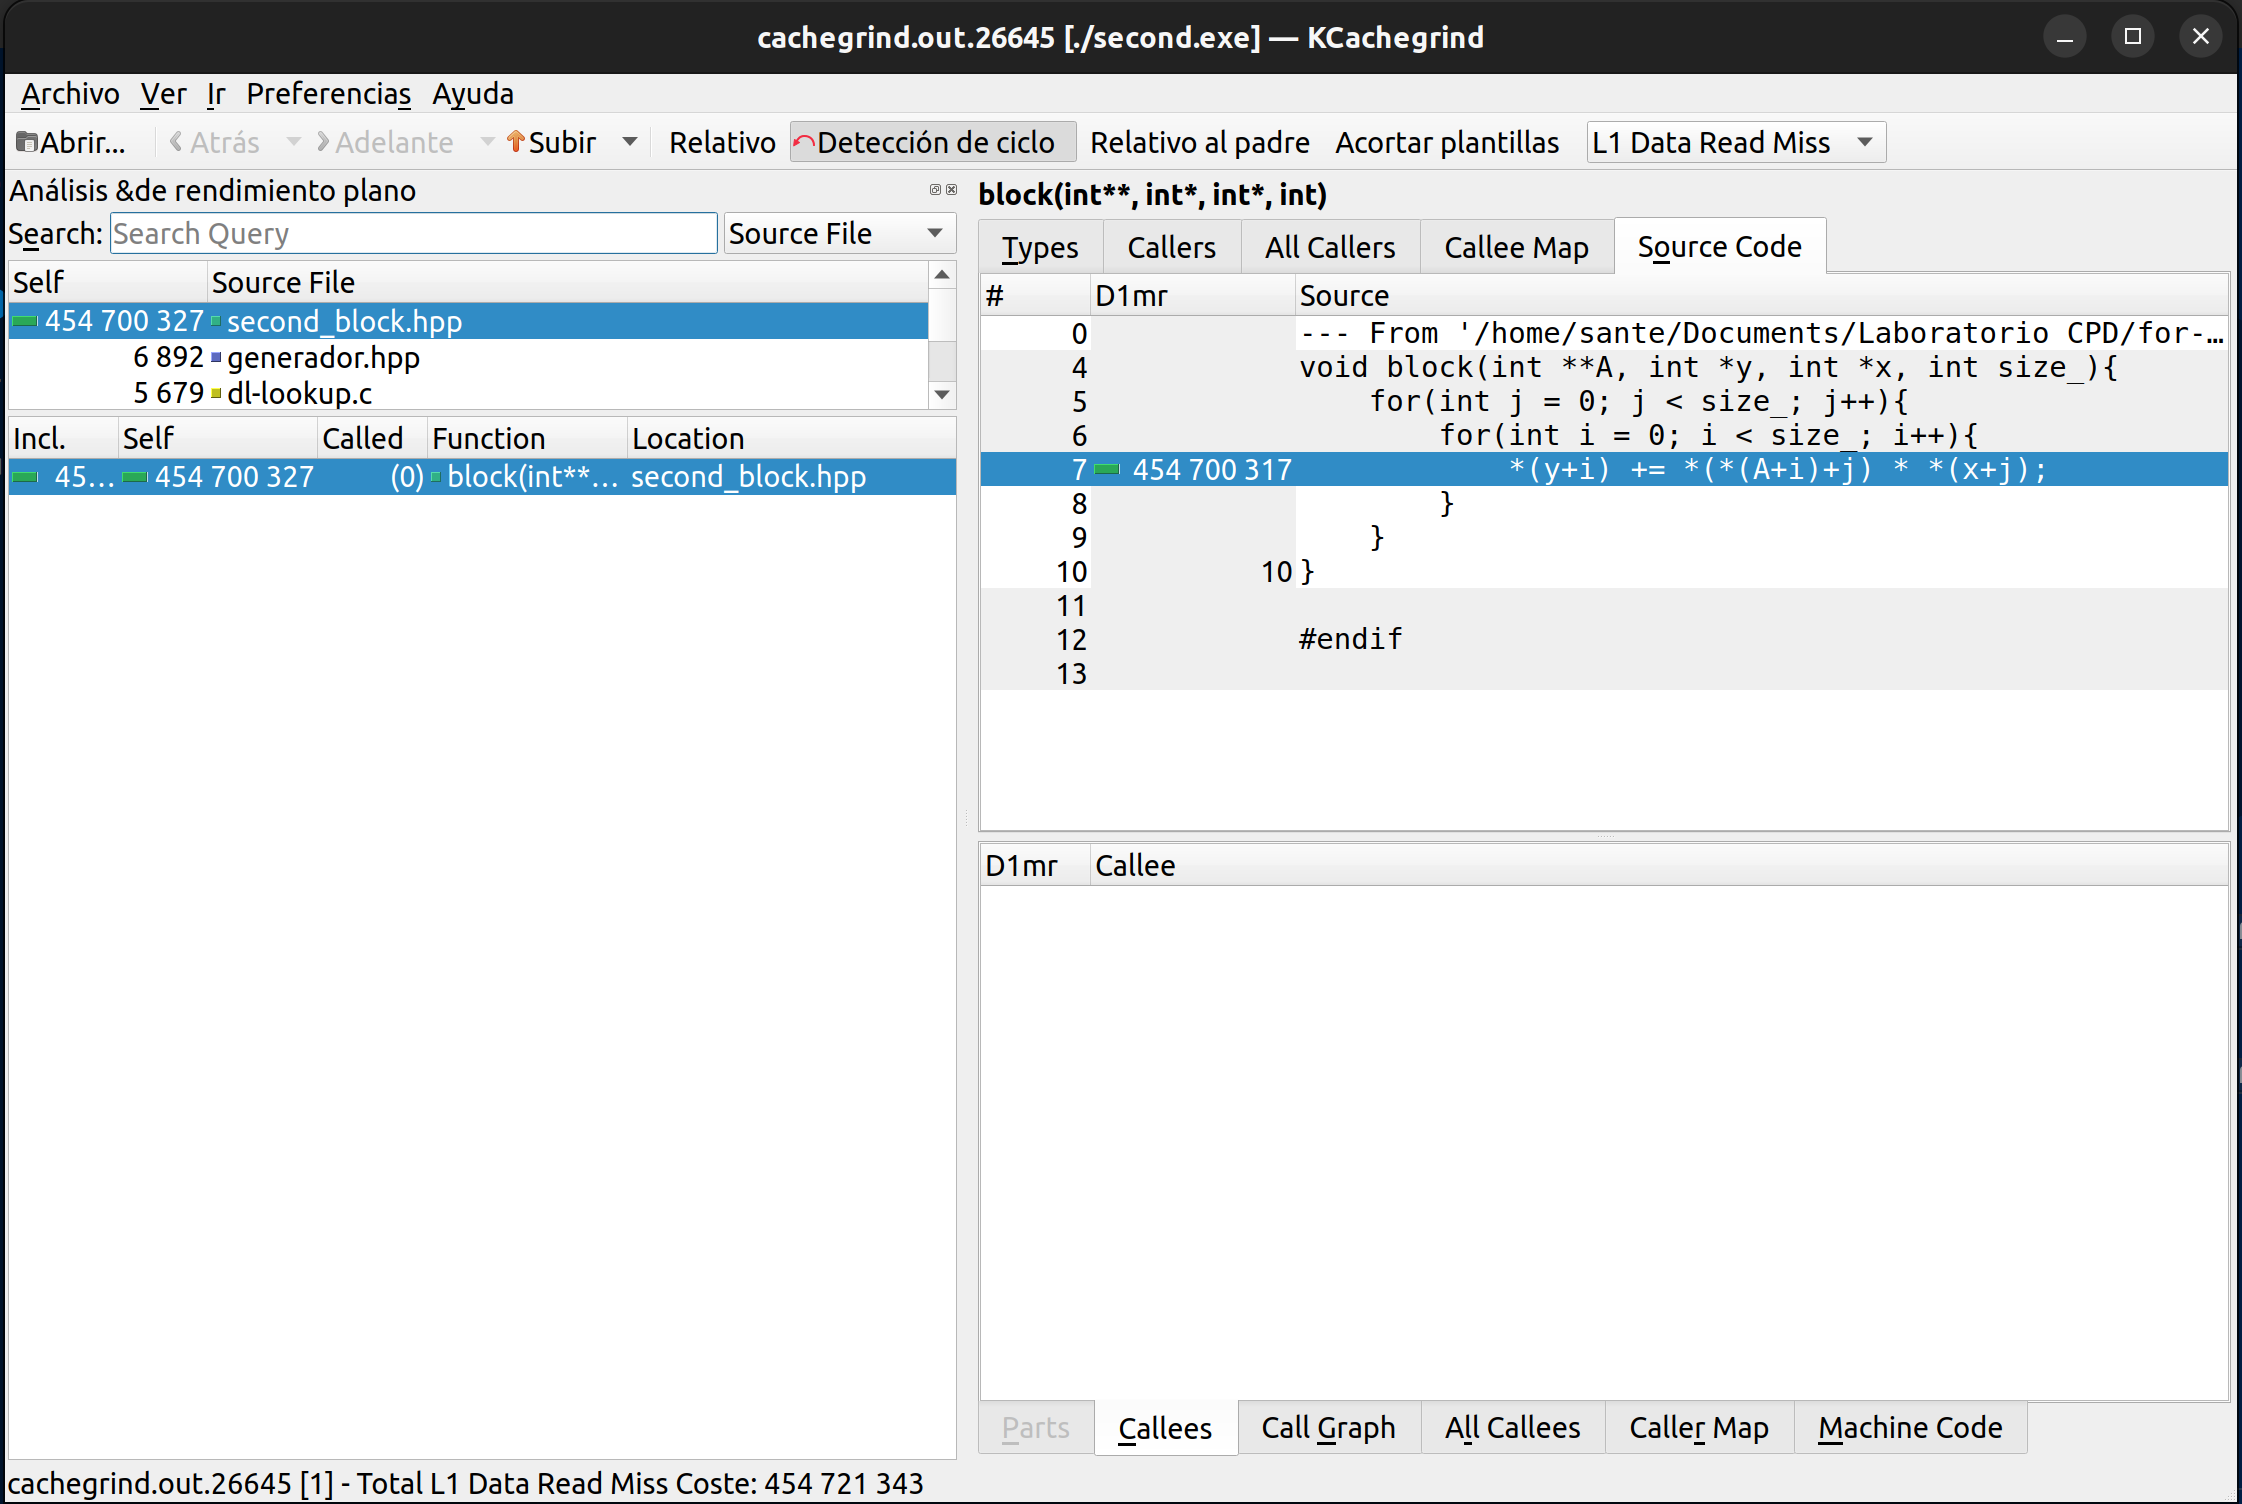 cachegrind.out.26645 [./second.exe] — KCachegrind
Archivo Ver Ir Preferencias Ayuda
Abrir... Atrás Adelante Subir Relativo Detección de ciclo Relativo al padre Acortar plantillas L1 Data Read Miss
Análisis &de rendimiento plano
Search: Search Query Source File
Self Source File
454 700 327 second_block.hpp
6 892 generador.hpp
5 679 dl-lookup.c
Incl. Self Called Function Location
45... 454 700 327 (0) block(int**... second_block.hpp
block(int**, int*, int*, int)
Types Callers All Callers Callee Map Source Code
# D1mr Source
0 --- From '/home/sante/Documents/Laboratorio CPD/for-...
4 void block(int **A, int *y, int *x, int size_){
5 for(int j = 0; j < size_; j++){
6 for(int i = 0; i < size_; i++){
7 454 700 317 *(y+i) += *(*(A+i)+j) * *(x+j);
8 }
9 }
10 10 }
11
12 #endif
13
D1mr Callee
Parts Callees Call Graph All Callees Caller Map Machine Code
cachegrind.out.26645 [1] - Total L1 Data Read Miss Coste: 454 721 343